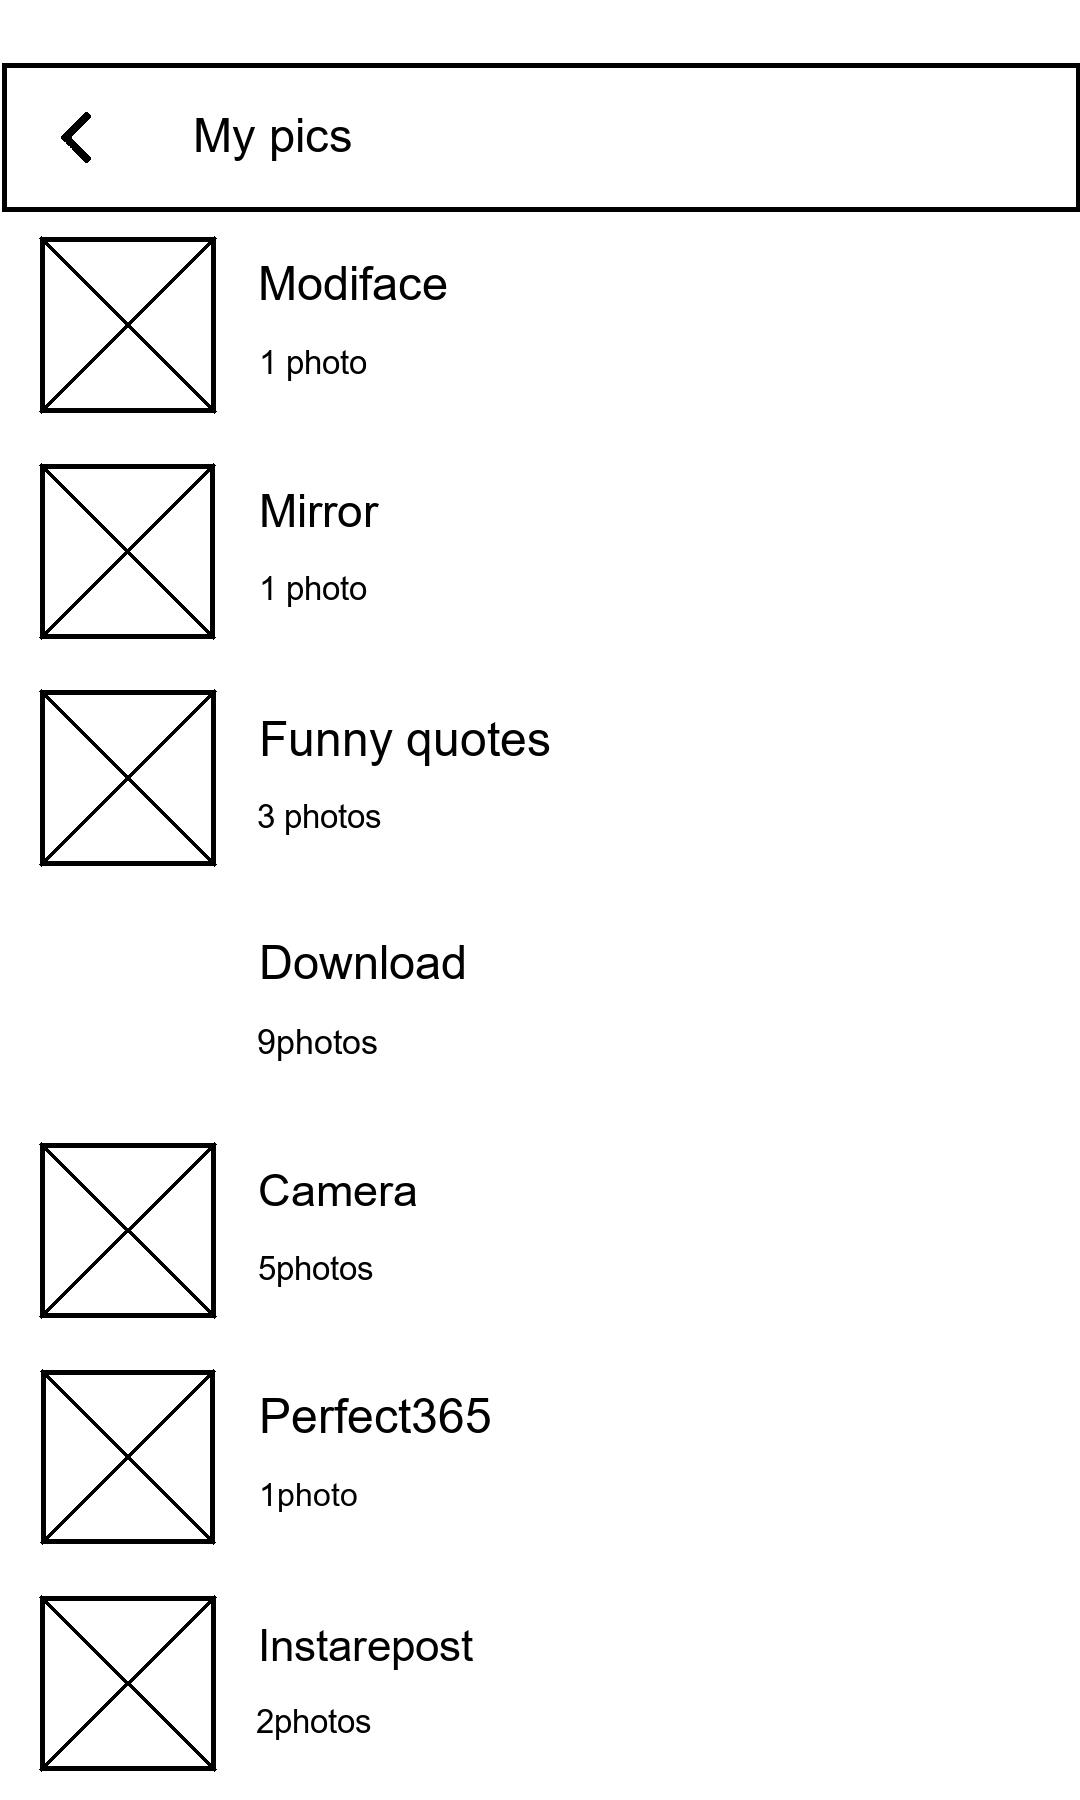 My pics
Modiface
1 photo
Mirror
1 photo
Funny quotes
3 photos
Download
9photos
Camera
5photos
Perfect365
1photo
Instarepost
2photos